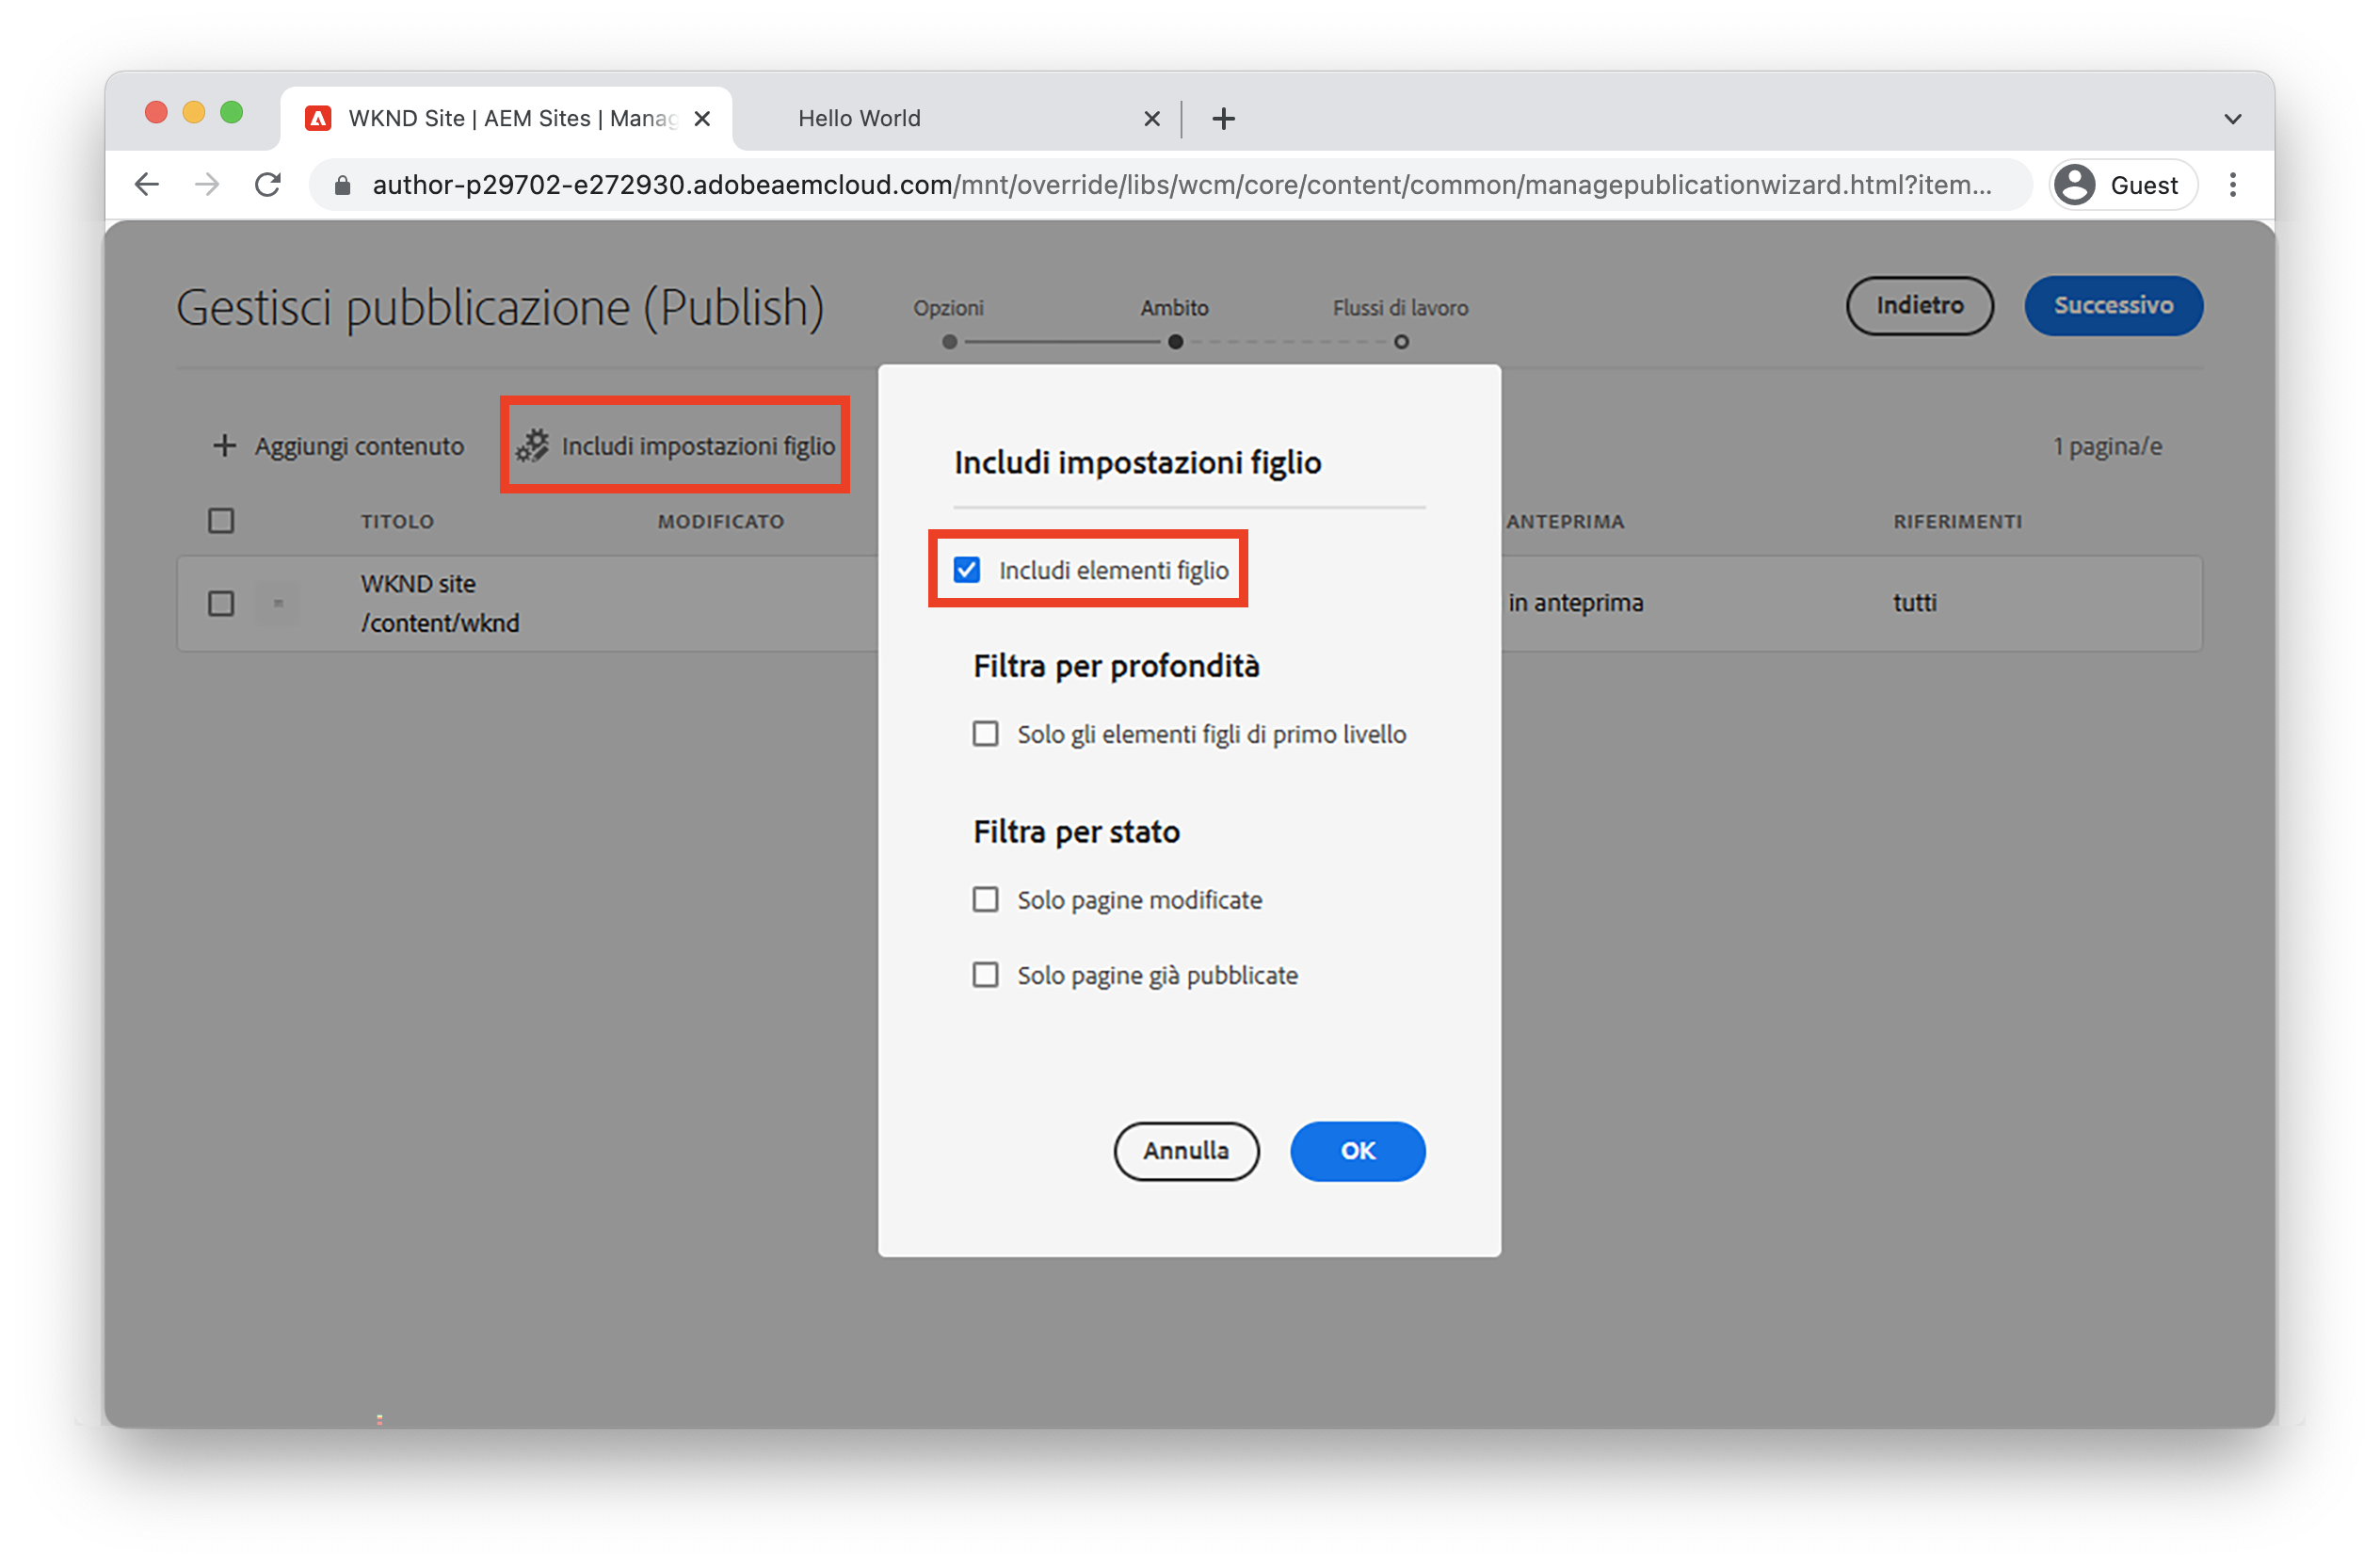 WKND Site | AEM Sites | Manag
Hello World
author-p29702-e272930.adobeaemcloud.com/mnt/override/libs/wcm/core/content/common/managepublicationwizard.html?item...
Guest
Gestisci pubblicazione (Publish)
Opzioni
Ambito
Flussi di lavoro
Indietro
Successivo
Aggiungi contenuto
Includi impostazioni figlio
1 pagina/e
TITOLO
MODIFICATO
ANTEPRIMA
RIFERIMENTI
WKND site
/content/wknd
in anteprima
tutti
Includi impostazioni figlio
Includi elementi figlio
Filtra per profondità
Solo gli elementi figli di primo livello
Filtra per stato
Solo pagine modificate
Solo pagine già pubblicate
Annulla
OK